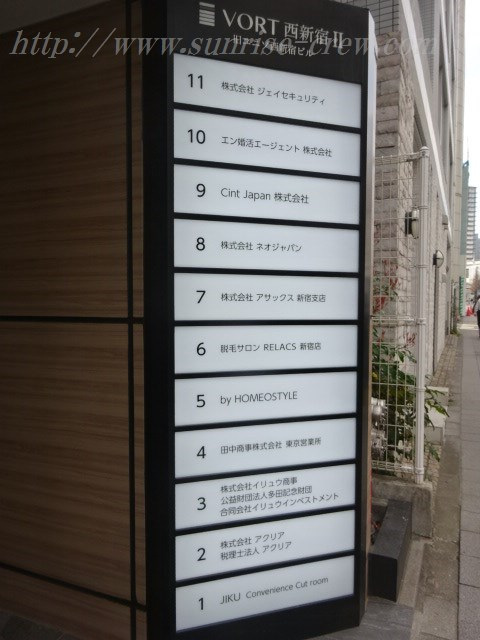 http://www.sunrise-crew.com/
VORT 西新宿II
11 株式会社 ジェイセキュリティ
10 エン婚活エージェント 株式会社
9 Cint Japan 株式会社
8 株式会社 ネオジャパン
7 株式会社 アサックス 新宿支店
6 脱毛サロン RELACS 新宿店
5 by HOMEOSTYLE
4 田中商事株式会社 東京営業所
3 株式会社イリュウ商事
公益財団法人多田記念財団
合同会社イリュウインベストメント
2 株式会社 アクリア
税理士法人 アクリア
1 JIKU Convenience Cut room